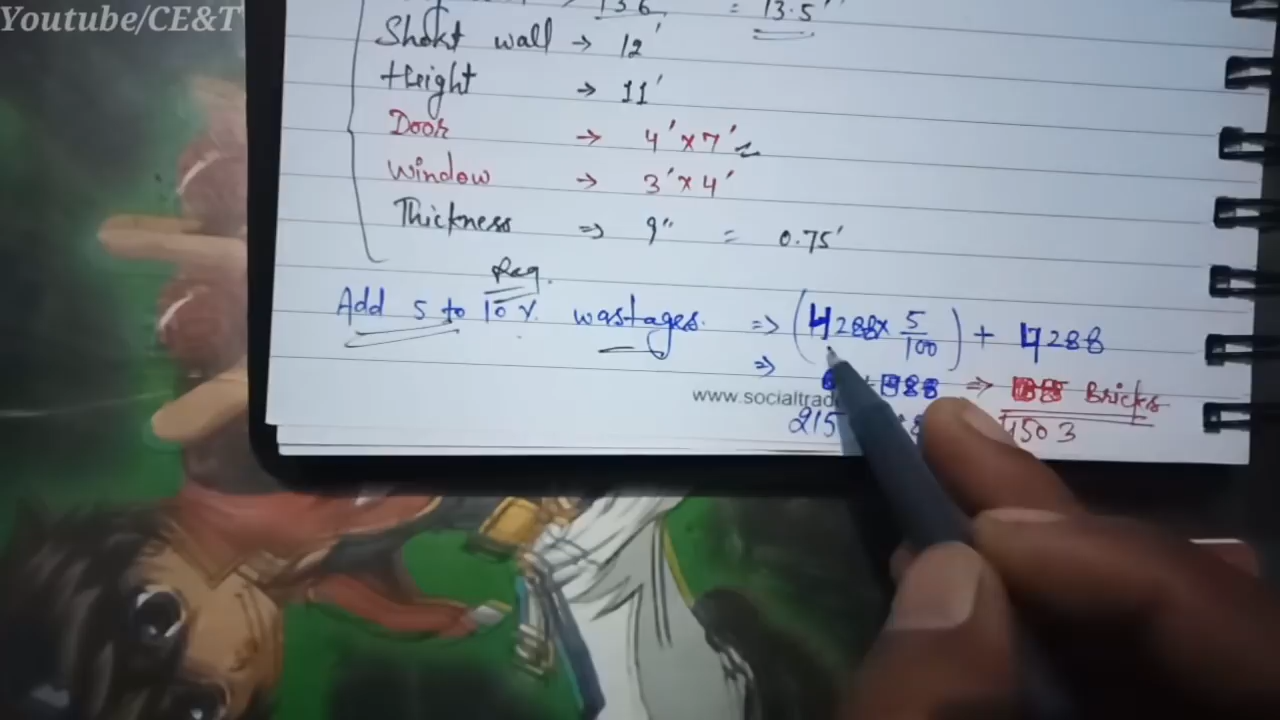 Youtube/CE&T
136 = 13.5''
Short wall → 12'
Height → 11'
Door → 4' × 7'
Window → 3' × 4'
Thickness ⇒ 9" = 0.75'
Req.
Add 5 to 10 %. wastages. ⇒ (4288 × 5/100) + 4288
⇒ ⇒ Bricks
www.socialtrad
215 4503